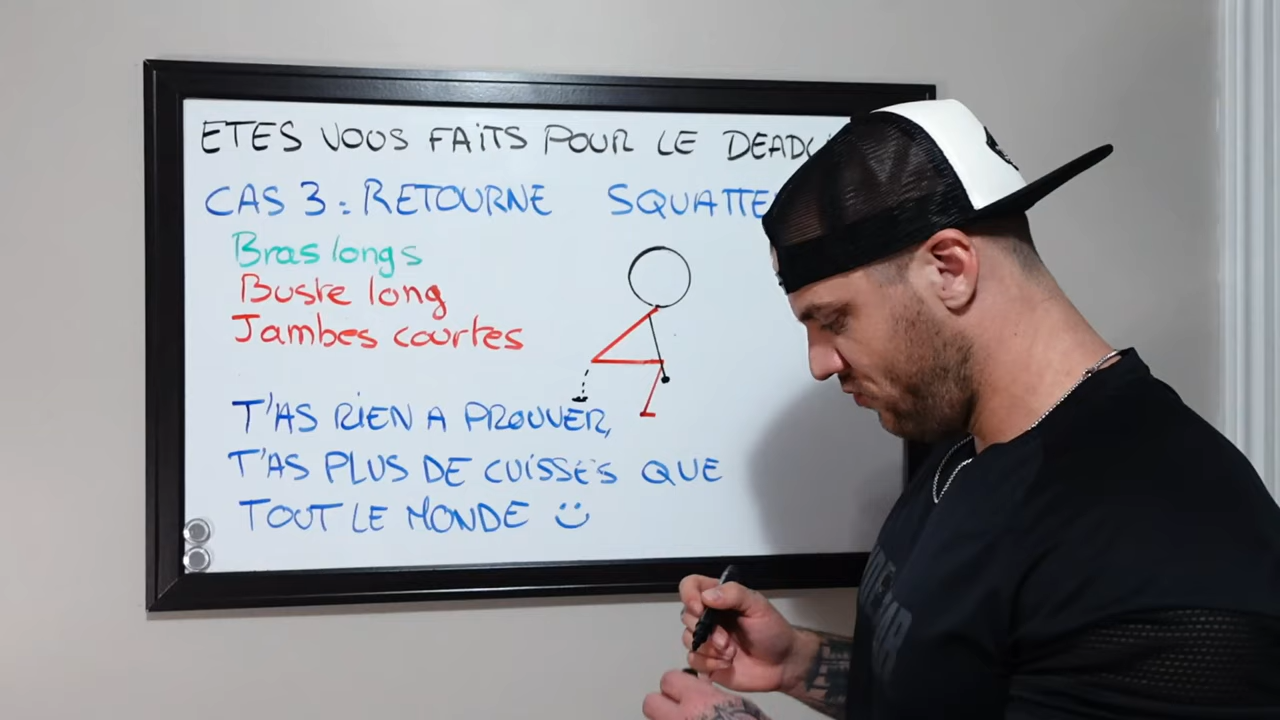 ETES VOUS FAITS POUR LE
CAS 3 : RETOURNE
Bras longs
Buste long
Jambes courtes
T'AS RIEN A PROUVER,
T'AS PLUS DE CUISSES QUE
TOUT LE MONDE